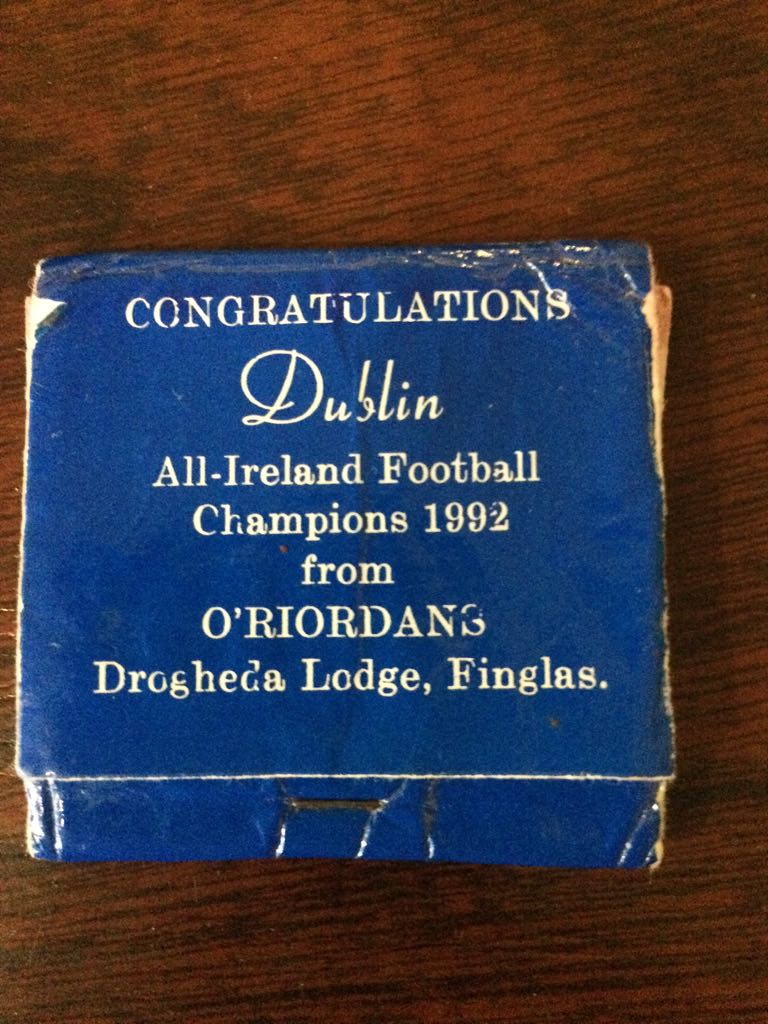 CONGRATULATIONS
Dublin
All-Ireland Football
Champions 1992
from
O'RIORDANS
Drogheda Lodge, Finglas.